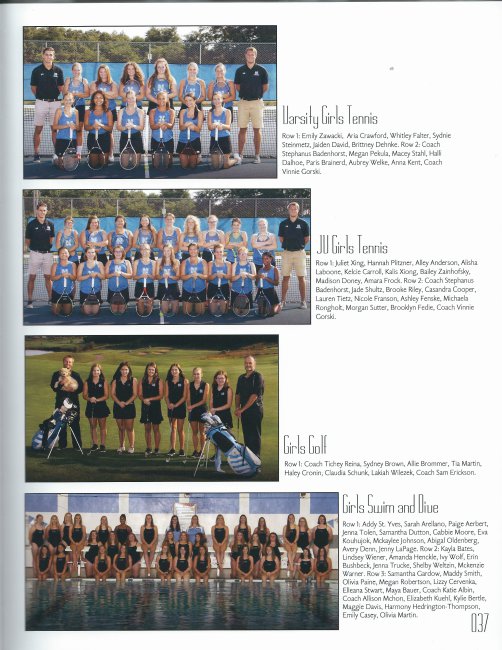 Varsity Girls Tennis
Row 1: Emily Zawacki, Aria Crawford, Whitley Falter, Sydnie
Steinmetz, Jaiden David, Brittney Dehnke. Row 2: Coach
Stephanus Badenhorst, Megan Pekula, Macey Stahl, Halli
Dalhoe, Paris Brainerd, Aubrey Welke, Anna Kent, Coach
Vinnie Gorski.
JV Girls Tennis
Row 1: Juliet Xing, Hannah Plitzner, Alley Anderson, Alisha
Laboone, Kelcie Carroll, Kalis Xiong, Bailey Zainhofsky,
Madison Doney, Amara Frock. Row 2: Coach Stephanus
Badenhorst, Jade Shultz, Brooke Riley, Casandra Cooper,
Lauren Tietz, Nicole Franson, Ashley Fenske, Michaela
Rongholt, Morgan Sutter, Brooklyn Fedie, Coach Vinnie
Gorski.
Girls Golf
Row 1: Coach Tichey Reina, Sydney Brown, Allie Brommer, Tia Martin,
Haley Cronin, Claudia Schunk, Lakiah Wilezek, Coach Sam Erickson.
Girls Swim and Dive
Row 1: Addy St. Yves, Sarah Arellano, Paige Aerbert,
Jenna Tolen, Samantha Dutton, Cabbie Moore, Eva
Kouhujok, Mckaylee Johnson, Abigal Oldenberg,
Avery Denn, Jenny LaPage. Row 2: Kayla Bates,
Lindsey Wiener, Amanda Henckle, Ivy Wolf, Erin
Bushbeck, Jenna Trucke, Shelby Weltzin, Mckenzie
Warner. Row 3: Samantha Gardow, Maddy Smith,
Olivia Paine, Megan Robertson, Lizzy Cervenka,
Elleana Stwart, Maya Bauer, Coach Katie Albin,
Coach Allison Mchon, Elizabeth Kuehl, Kylie Bertle,
Maggie Davis, Harmony Hedrington-Thompson,
Emily Casey, Olivia Martin.
037